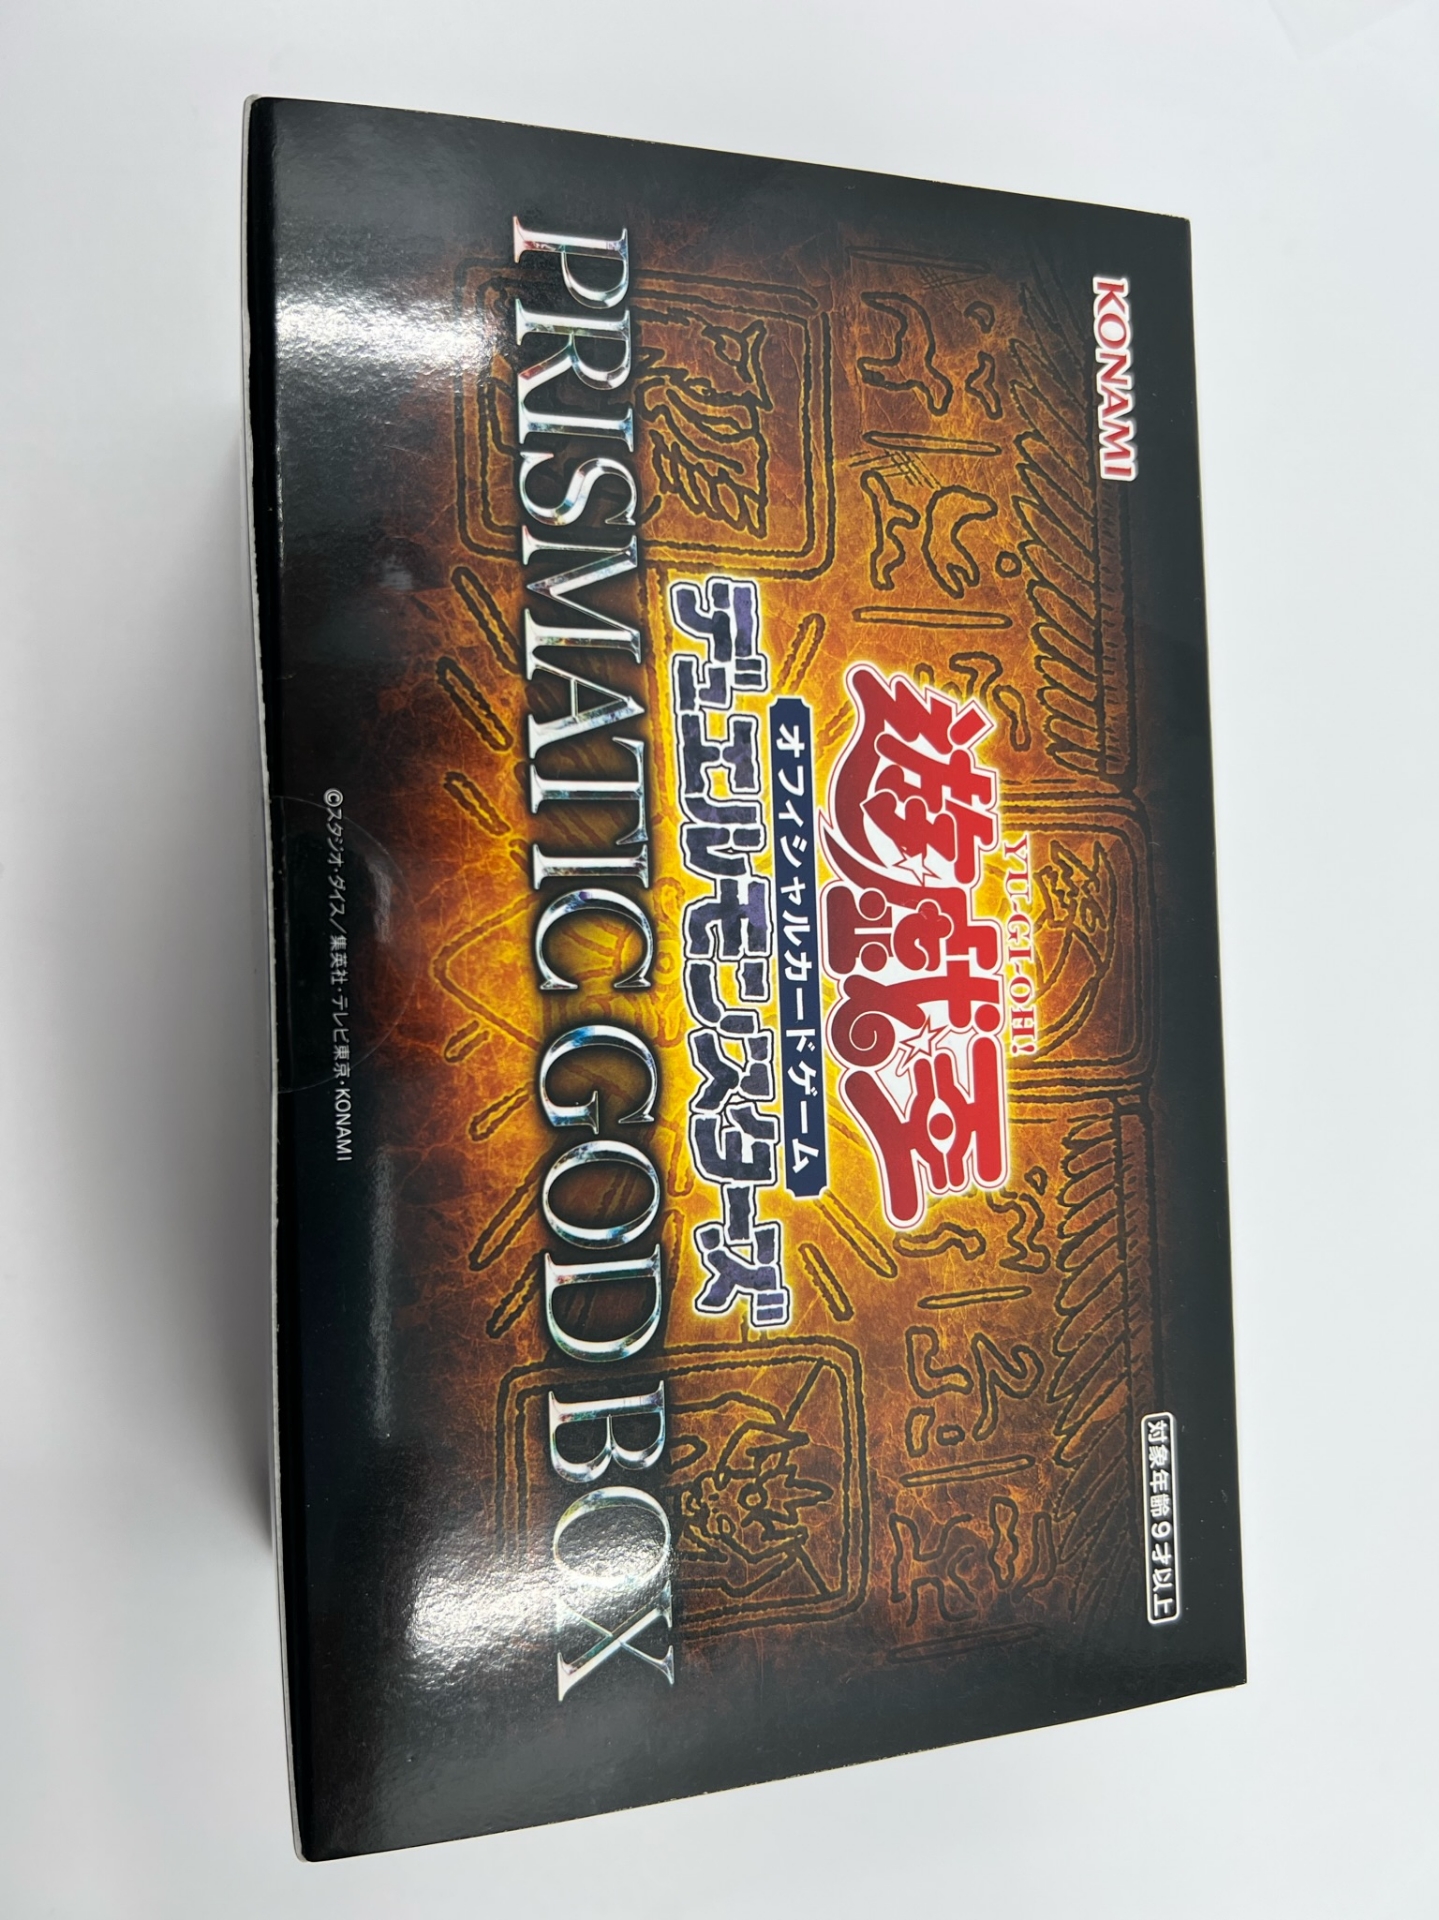 KONAMI
対象年齢9才以上
YU-GI-OH!
遊戯王
オフィシャルカードゲーム
デュエルモンスターズ
PRISMATIC GOD BOX
©スタジオ・ダイス/集英社・テレビ東京・KONAMI